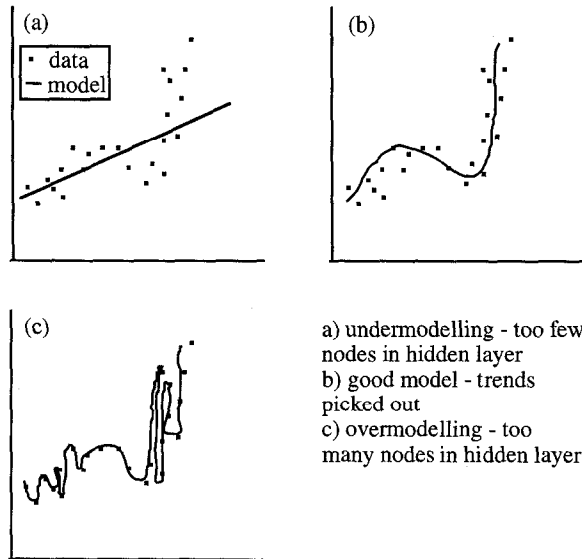 (a)
data
model
(b)
(c)
a) undermodelling - too few
nodes in hidden layer
b) good model - trends
picked out
c) overmodelling - too
many nodes in hidden layer